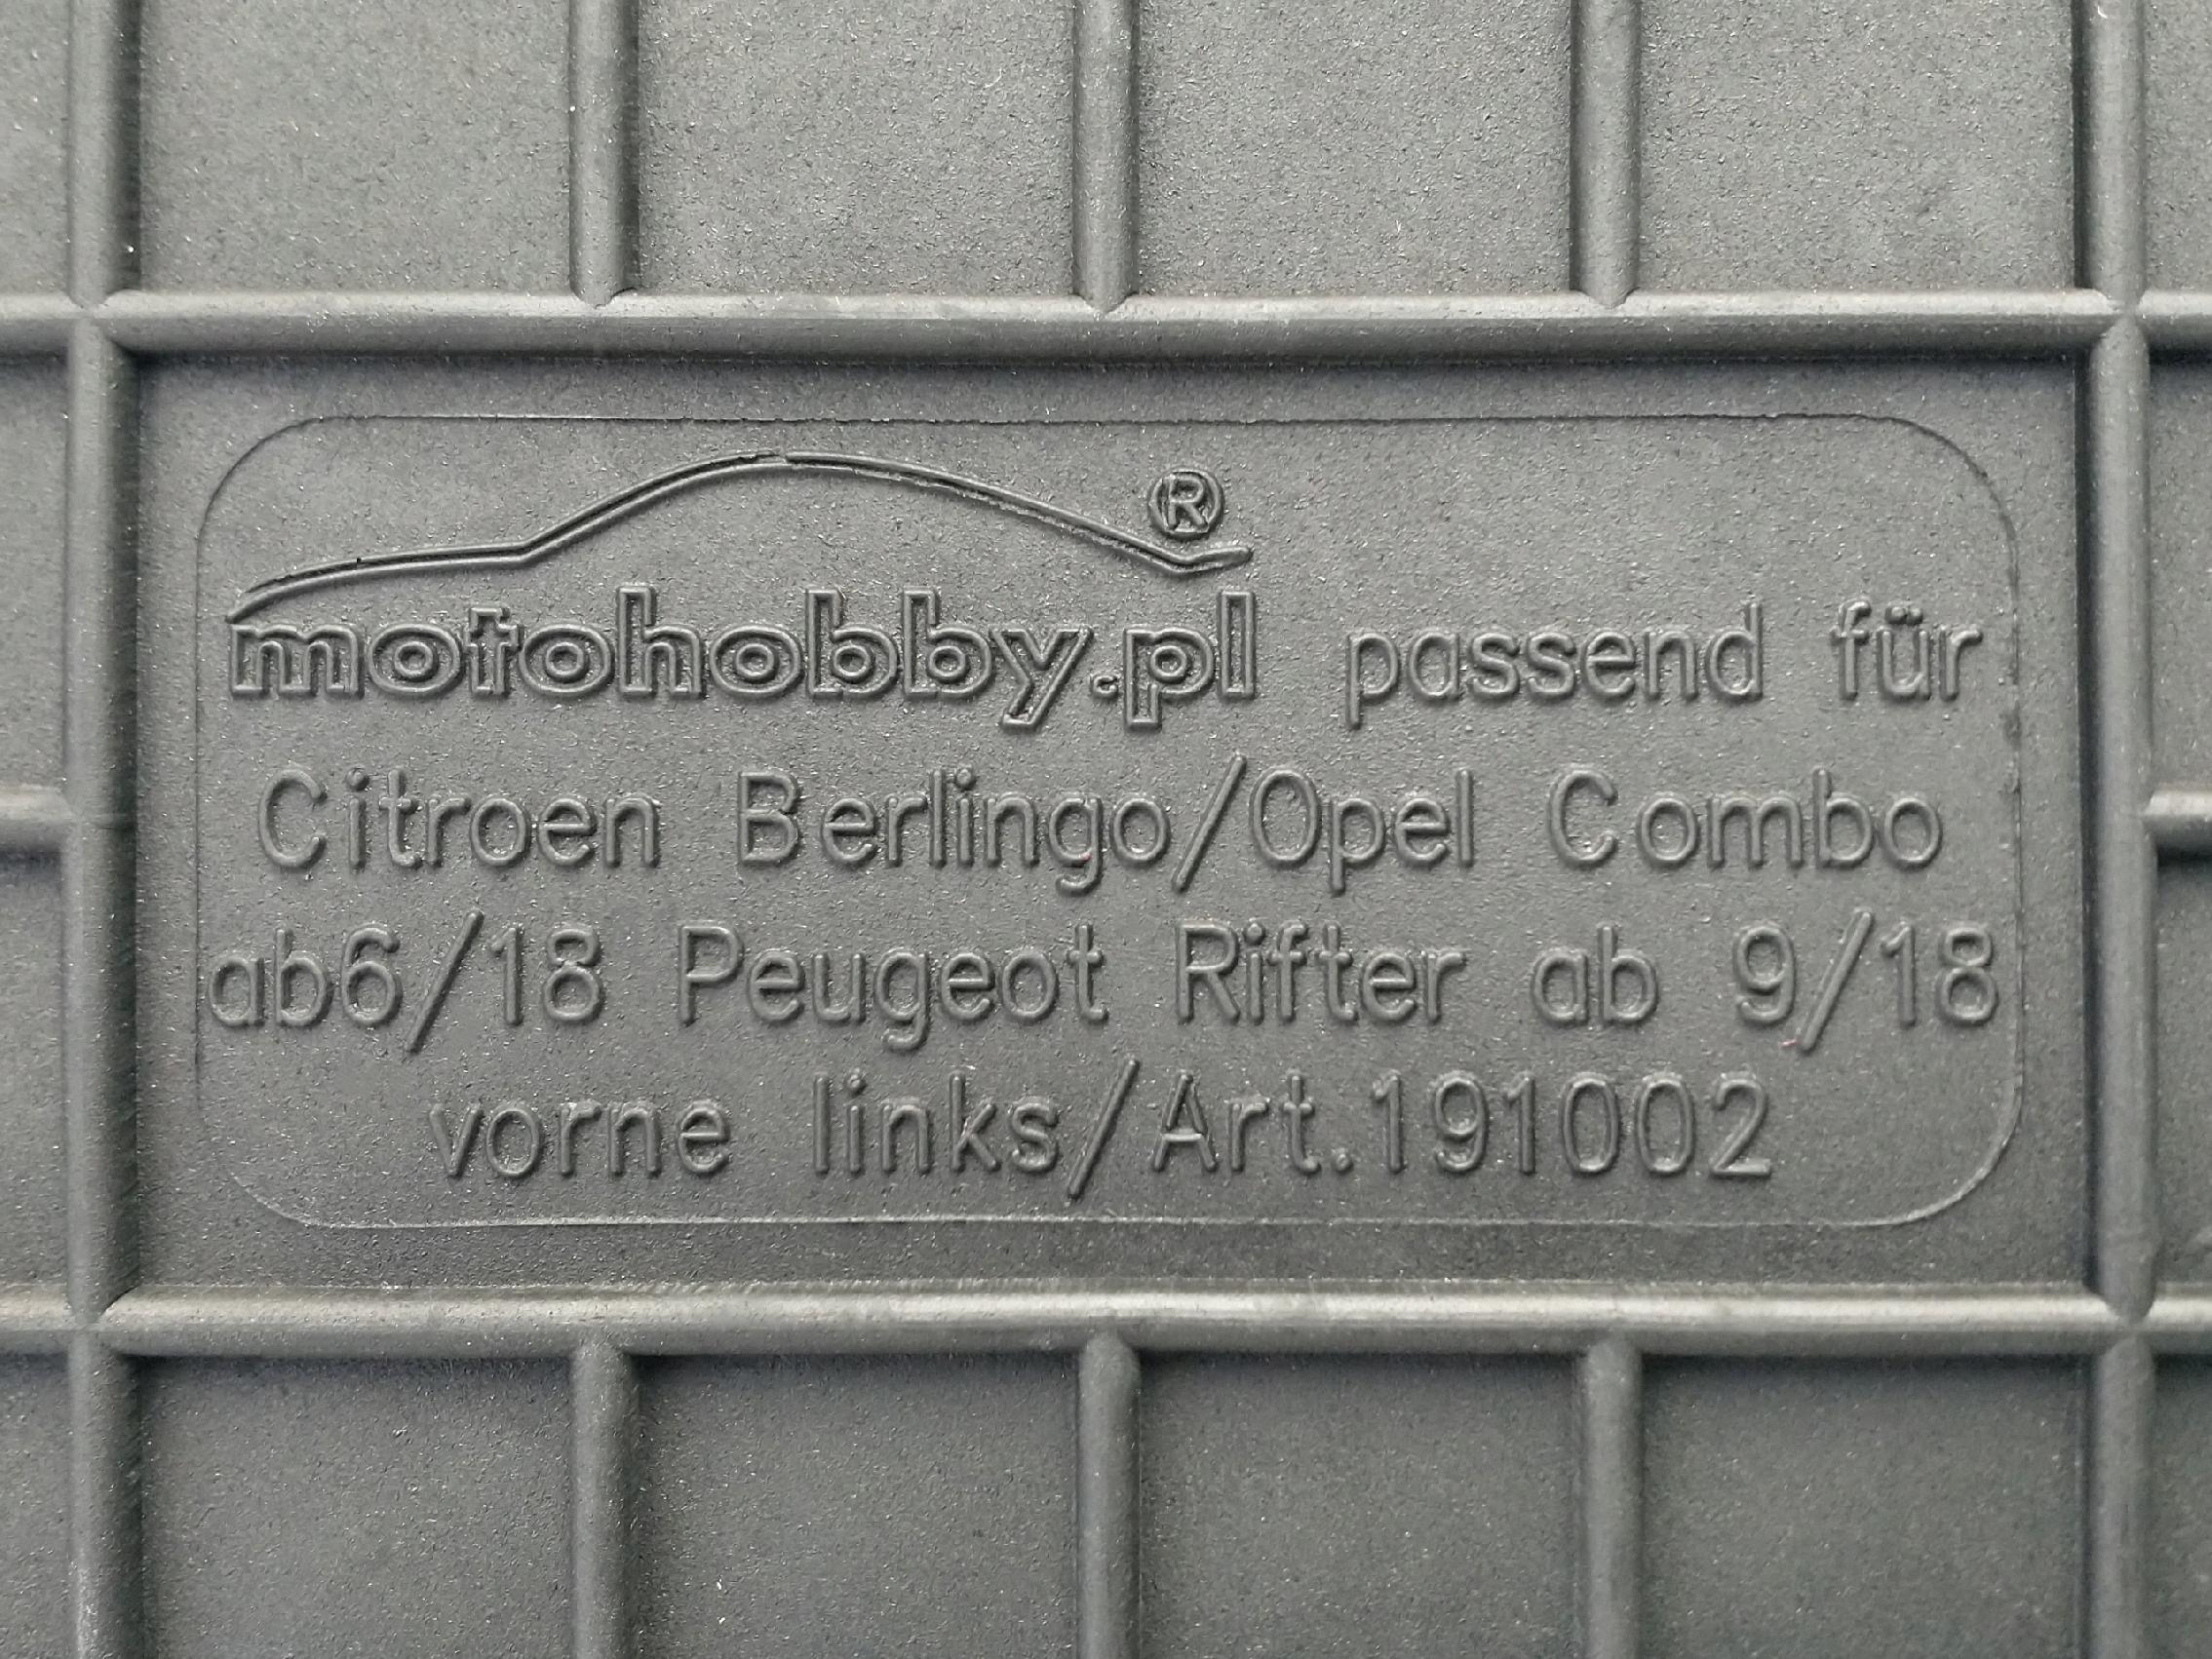 motohobby.pl® passend für
Citroen Berlingo/Opel Combo
ab6/18 Peugeot Rifter ab 9/18
vorne links/Art.191002